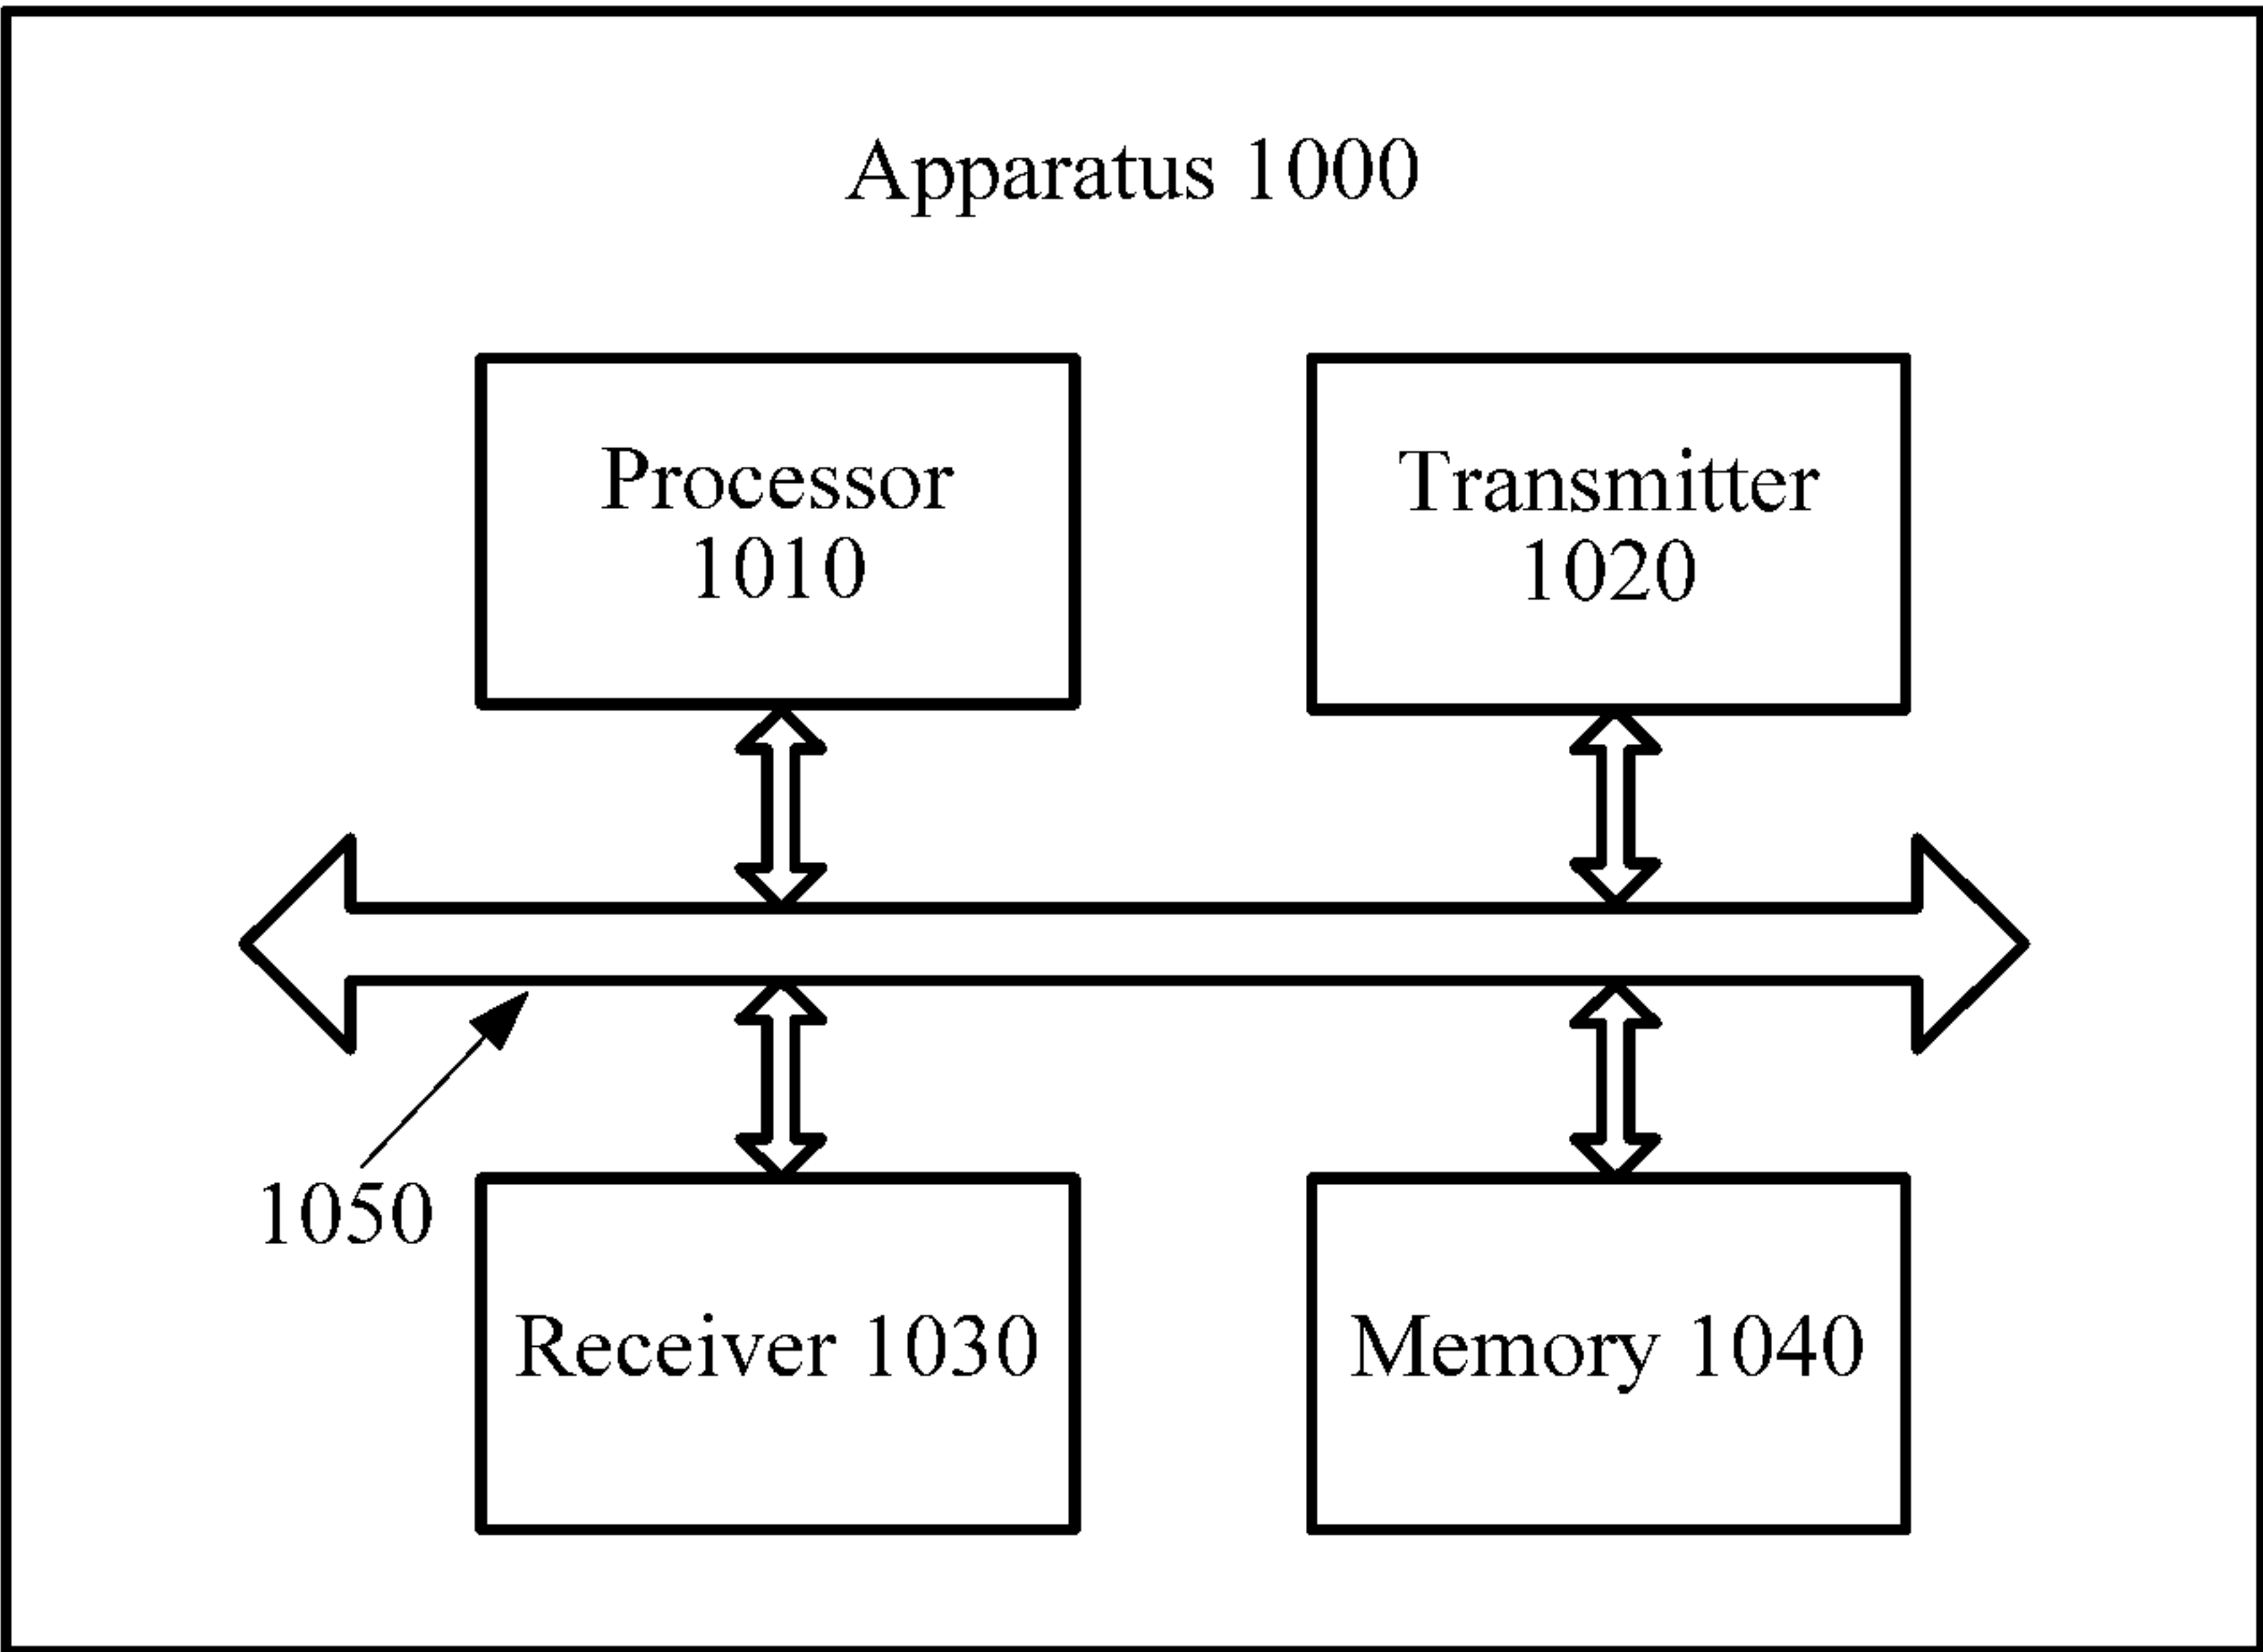 Apparatus 1000
Processor
1010
Transmitter
1020
1050
Receiver 1030
Memory 1040